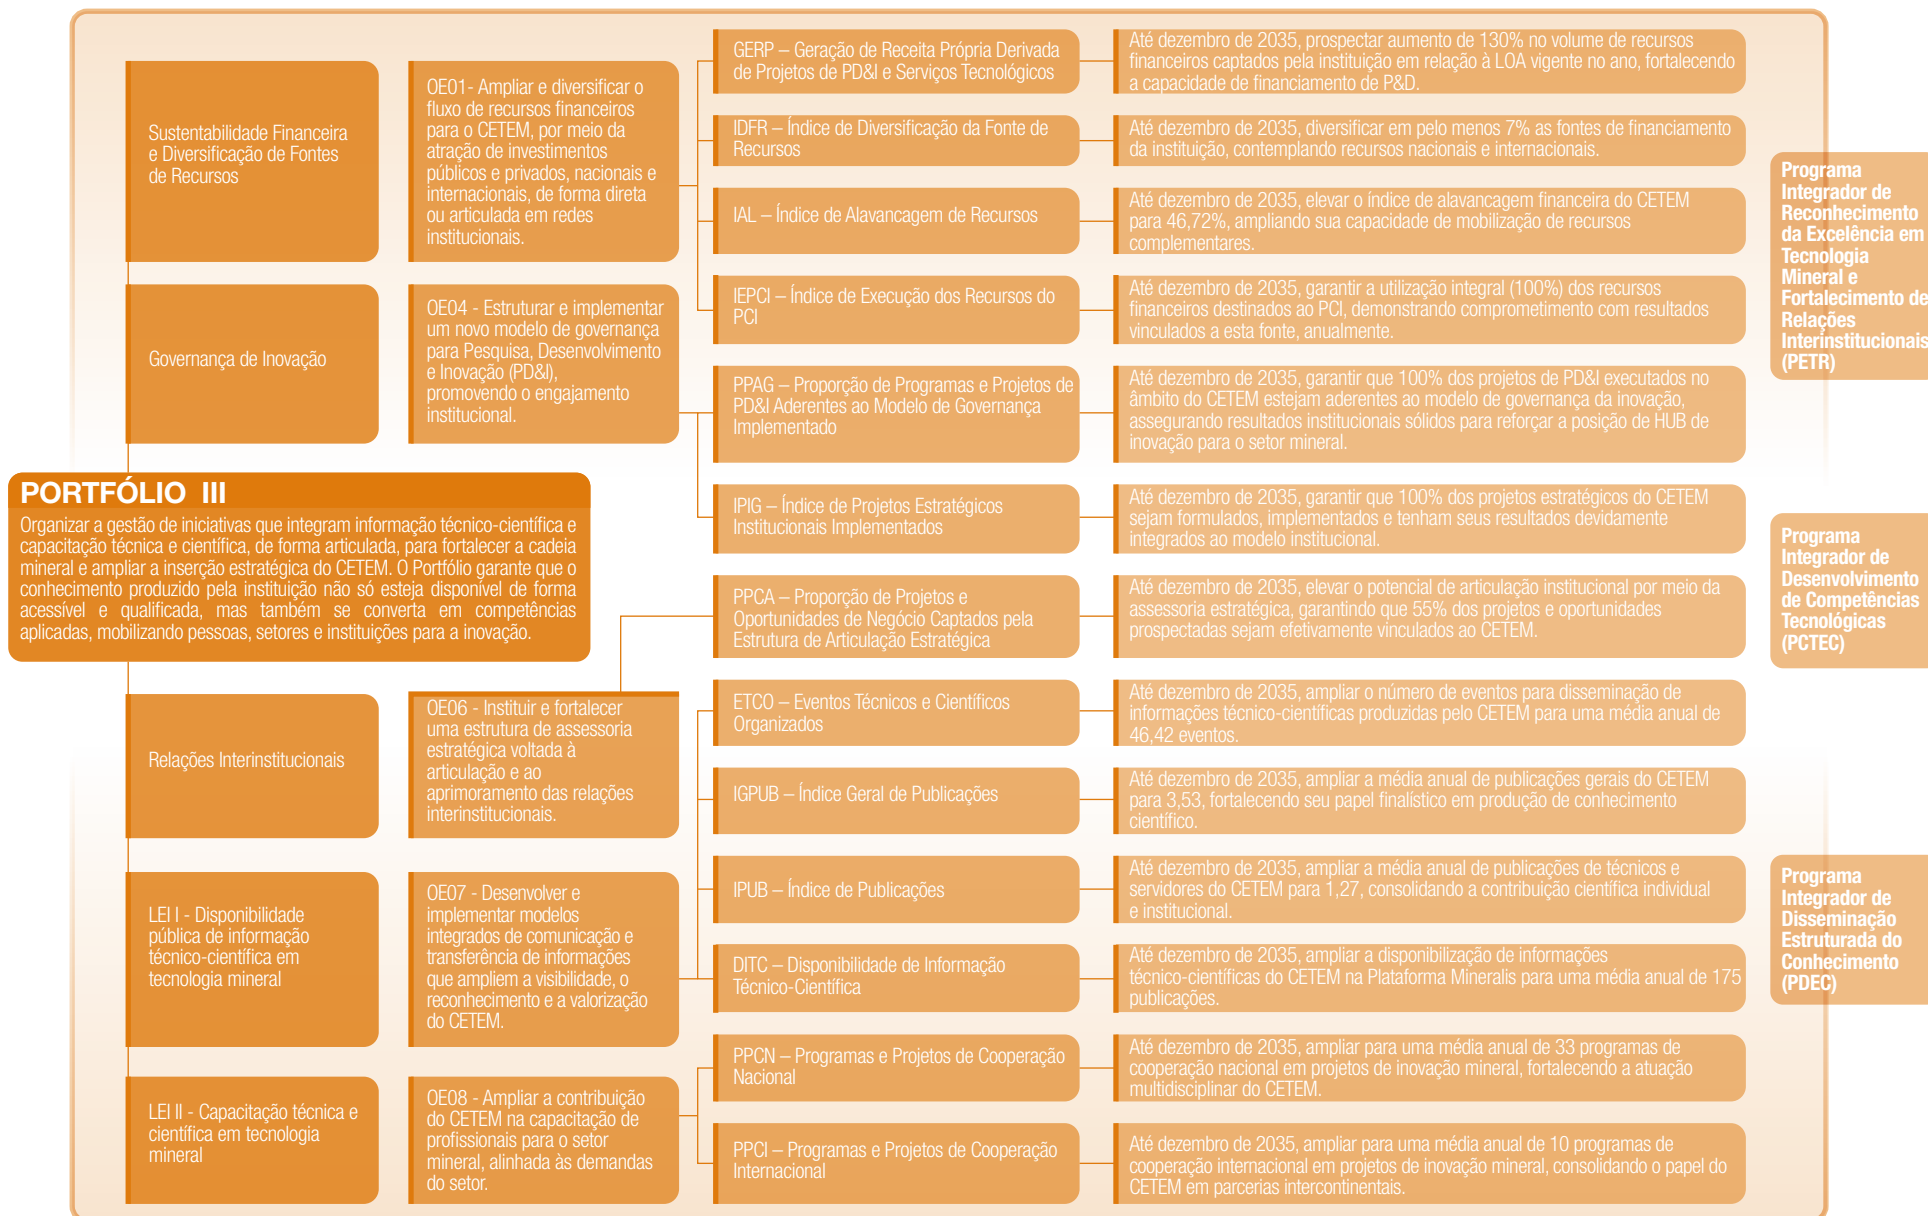 Sustentabilidade Financeira
e Diversificação de Fontes
de Recursos
OE01- Ampliar e diversificar o
fluxo de recursos financeiros
para o CETEM, por meio da
atração de investimentos
públicos e privados, nacionais e
internacionais, de forma direta
ou articulada em redes
institucionais.
GERP – Geração de Receita Própria Derivada
de Projetos de PD&I e Serviços Tecnológicos
Até dezembro de 2035, prospectar aumento de 130% no volume de recursos
financeiros captados pela instituição em relação à LOA vigente no ano, fortalecendo
a capacidade de financiamento de P&D.
IDFR – Índice de Diversificação da Fonte de
Recursos
Até dezembro de 2035, diversificar em pelo menos 7% as fontes de financiamento
da instituição, contemplando recursos nacionais e internacionais.
IAL – Índice de Alavancagem de Recursos
Até dezembro de 2035, elevar o índice de alavancagem financeira do CETEM
para 46,72%, ampliando sua capacidade de mobilização de recursos
complementares.
IEPCI – Índice de Execução dos Recursos do
PCI
Até dezembro de 2035, garantir a utilização integral (100%) dos recursos
financeiros destinados ao PCI, demonstrando comprometimento com resultados
vinculados a esta fonte, anualmente.
Governança de Inovação
OE04 - Estruturar e implementar
um novo modelo de governança
para Pesquisa, Desenvolvimento
e Inovação (PD&I),
promovendo o engajamento
institucional.
PPAG – Proporção de Programas e Projetos de
PD&I Aderentes ao Modelo de Governança
Implementado
Até dezembro de 2035, garantir que 100% dos projetos de PD&I executados no
âmbito do CETEM estejam aderentes ao modelo de governança da inovação,
assegurando resultados institucionais sólidos para reforçar a posição de HUB de
inovação para o setor mineral.
IPIG – Índice de Projetos Estratégicos
Institucionais Implementados
Até dezembro de 2035, garantir que 100% dos projetos estratégicos do CETEM
sejam formulados, implementados e tenham seus resultados devidamente
integrados ao modelo institucional.
PORTFÓLIO III
Organizar a gestão de iniciativas que integram informação técnico-científica e
capacitação técnica e científica, de forma articulada, para fortalecer a cadeia
mineral e ampliar a inserção estratégica do CETEM. O Portfólio garante que o
conhecimento produzido pela instituição não só esteja disponível de forma
acessível e qualificada, mas também se converta em competências
aplicadas, mobilizando pessoas, setores e instituições para a inovação.
Relações Interinstitucionais
OE06 - Instituir e fortalecer
uma estrutura de assessoria
estratégica voltada à
articulação e ao
aprimoramento das relações
interinstitucionais.
PPCA – Proporção de Projetos e
Oportunidades de Negócio Captados pela
Estrutura de Articulação Estratégica
Até dezembro de 2035, elevar o potencial de articulação institucional por meio da
assessoria estratégica, garantindo que 55% dos projetos e oportunidades
prospectadas sejam efetivamente vinculados ao CETEM.
LEI I - Disponibilidade
pública de informação
técnico-científica em
tecnologia mineral
OE07 - Desenvolver e
implementar modelos
integrados de comunicação e
transferência de informações
que ampliem a visibilidade, o
reconhecimento e a valorização
do CETEM.
ETCO – Eventos Técnicos e Científicos
Organizados
Até dezembro de 2035, ampliar o número de eventos para disseminação de
informações técnico-científicas produzidas pelo CETEM para uma média anual de
46,42 eventos.
IGPUB – Índice Geral de Publicações
Até dezembro de 2035, ampliar a média anual de publicações gerais do CETEM
para 3,53, fortalecendo seu papel finalístico em produção de conhecimento
científico.
IPUB – Índice de Publicações
Até dezembro de 2035, ampliar a média anual de publicações de técnicos e
servidores do CETEM para 1,27, consolidando a contribuição científica individual
e institucional.
DITC – Disponibilidade de Informação
Técnico-Científica
Até dezembro de 2035, ampliar a disponibilização de informações
técnico-científicas do CETEM na Plataforma Mineralis para uma média anual de 175
publicações.
LEI II - Capacitação técnica e
científica em tecnologia
mineral
OE08 - Ampliar a contribuição
do CETEM na capacitação de
profissionais para o setor
mineral, alinhada às demandas
do setor.
PPCN – Programas e Projetos de Cooperação
Nacional
Até dezembro de 2035, ampliar para uma média anual de 33 programas de
cooperação nacional em projetos de inovação mineral, fortalecendo a atuação
multidisciplinar do CETEM.
PPCI – Programas e Projetos de Cooperação
Internacional
Até dezembro de 2035, ampliar para uma média anual de 10 programas de
cooperação internacional em projetos de inovação mineral, consolidando o papel do
CETEM em parcerias intercontinentais.
Programa
Integrador de
Reconhecimento
da Excelência em
Tecnologia
Mineral e
Fortalecimento de
Relações
Interinstitucionais
(PETR)
Programa
Integrador de
Desenvolvimento
de Competências
Tecnológicas
(PCTEC)
Programa
Integrador de
Disseminação
Estruturada do
Conhecimento
(PDEC)